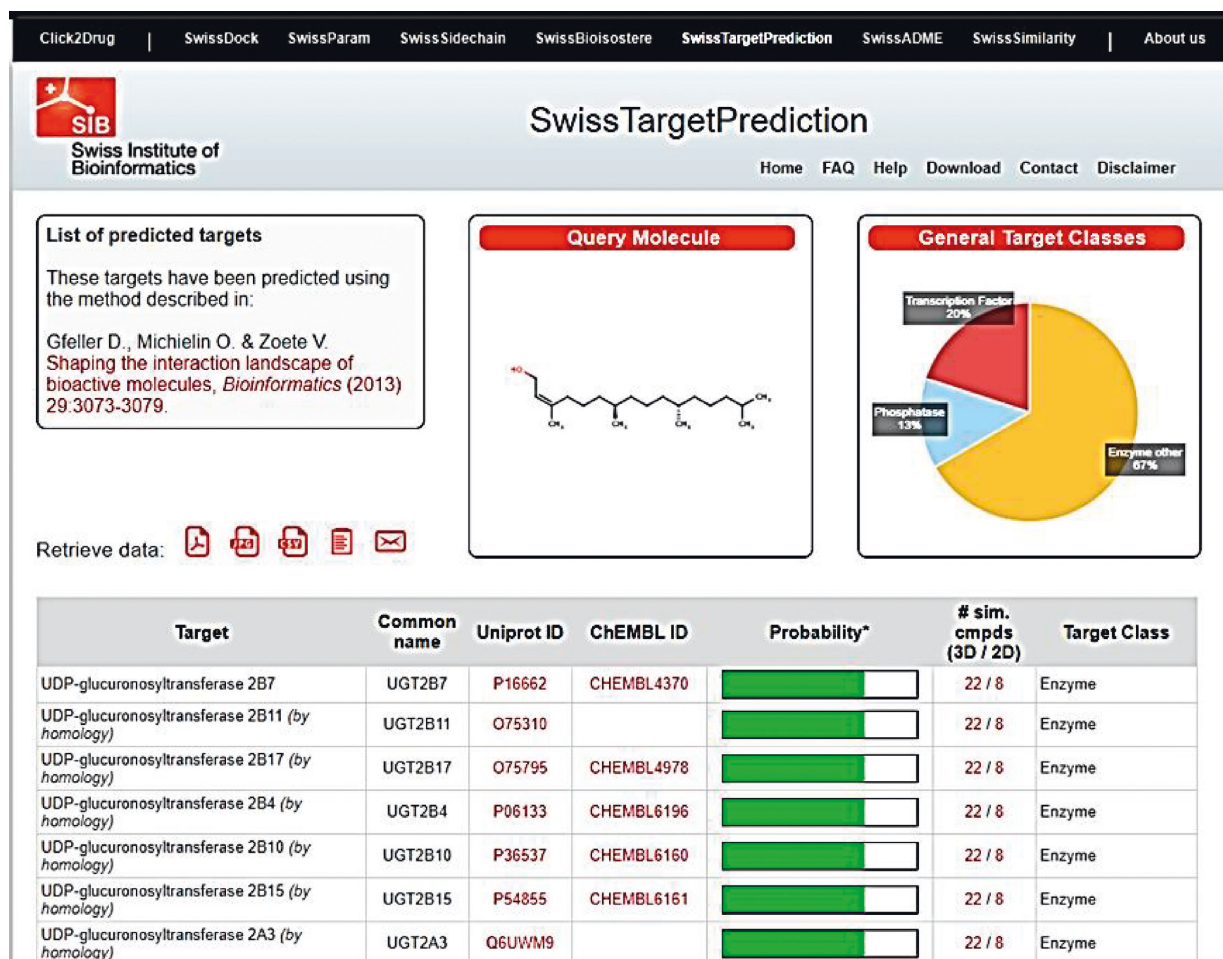 Click2Drug | SwissDock SwissParam SwissSidechain SwissBioisostere SwissTargetPrediction SwissADME SwissSimilarity | About us
SIB
Swiss Institute of
Bioinformatics
SwissTargetPrediction
Home FAQ Help Download Contact Disclaimer
List of predicted targets
These targets have been predicted using
the method described in:
Gfeller D., Michielin O. & Zoete V.
Shaping the interaction landscape of
bioactive molecules, Bioinformatics (2013)
29:3073-3079.
Retrieve data:
JPG
CSV
Query Molecule
HO
CH₃
CH₃ CH₃ CH₃ CH₃
General Target Classes
Transcription Factor
20%
Phosphatase
13%
Enzyme other
67%
Target Common name Uniprot ID ChEMBL ID Probability* # sim. cmpds (3D / 2D) Target Class
UDP-glucuronosyltransferase 2B7 UGT2B7 P16662 CHEMBL4370 22 / 8 Enzyme
UDP-glucuronosyltransferase 2B11 (by homology) UGT2B11 O75310 22 / 8 Enzyme
UDP-glucuronosyltransferase 2B17 (by homology) UGT2B17 O75795 CHEMBL4978 22 / 8 Enzyme
UDP-glucuronosyltransferase 2B4 (by homology) UGT2B4 P06133 CHEMBL6196 22 / 8 Enzyme
UDP-glucuronosyltransferase 2B10 (by homology) UGT2B10 P36537 CHEMBL6160 22 / 8 Enzyme
UDP-glucuronosyltransferase 2B15 (by homology) UGT2B15 P54855 CHEMBL6161 22 / 8 Enzyme
UDP-glucuronosyltransferase 2A3 (by homology) UGT2A3 Q6UWM9 22 / 8 Enzyme